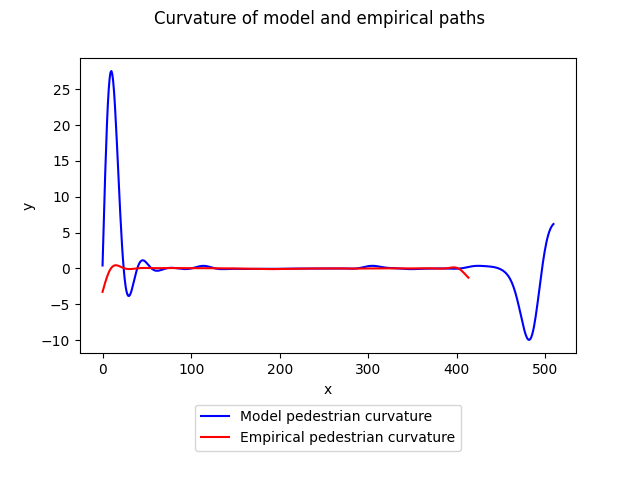 Curvature of model and empirical paths
25
20
15
10
5
0
−5
−10
y
0 100 200 300 400 500
x
Model pedestrian curvature
Empirical pedestrian curvature